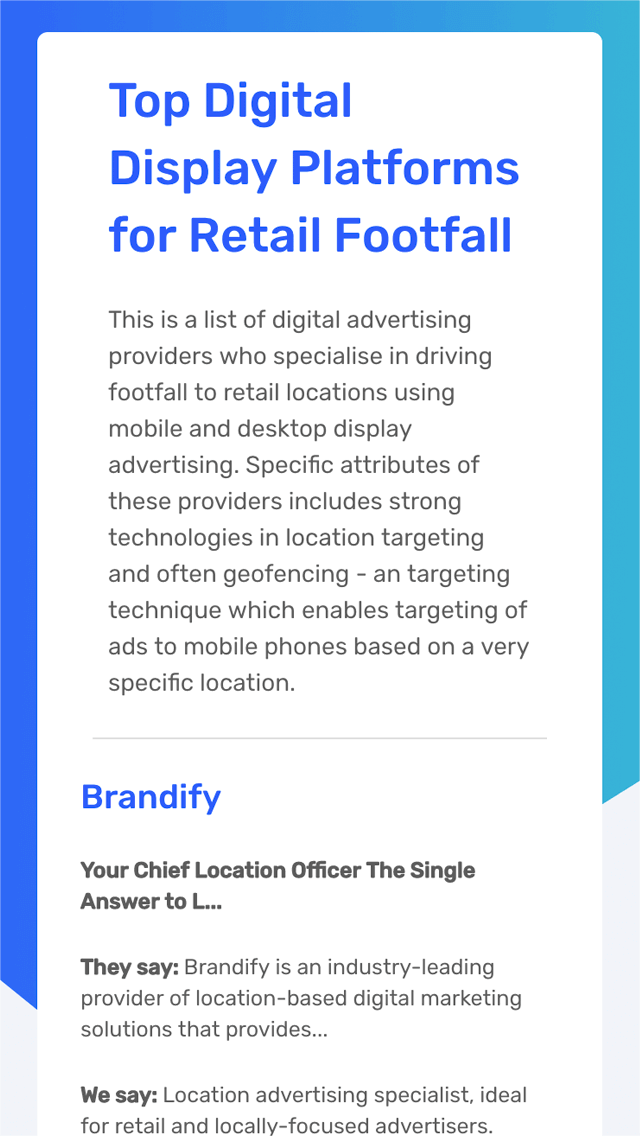 Top Digital
Display Platforms
for Retail Footfall
This is a list of digital advertising
providers who specialise in driving
footfall to retail locations using
mobile and desktop display
advertising. Specific attributes of
these providers includes strong
technologies in location targeting
and often geofencing - an targeting
technique which enables targeting of
ads to mobile phones based on a very
specific location.
Brandify
Your Chief Location Officer The Single
Answer to L...
They say: Brandify is an industry-leading
provider of location-based digital marketing
solutions that provides...
We say: Location advertising specialist, ideal
for retail and locally-focused advertisers.